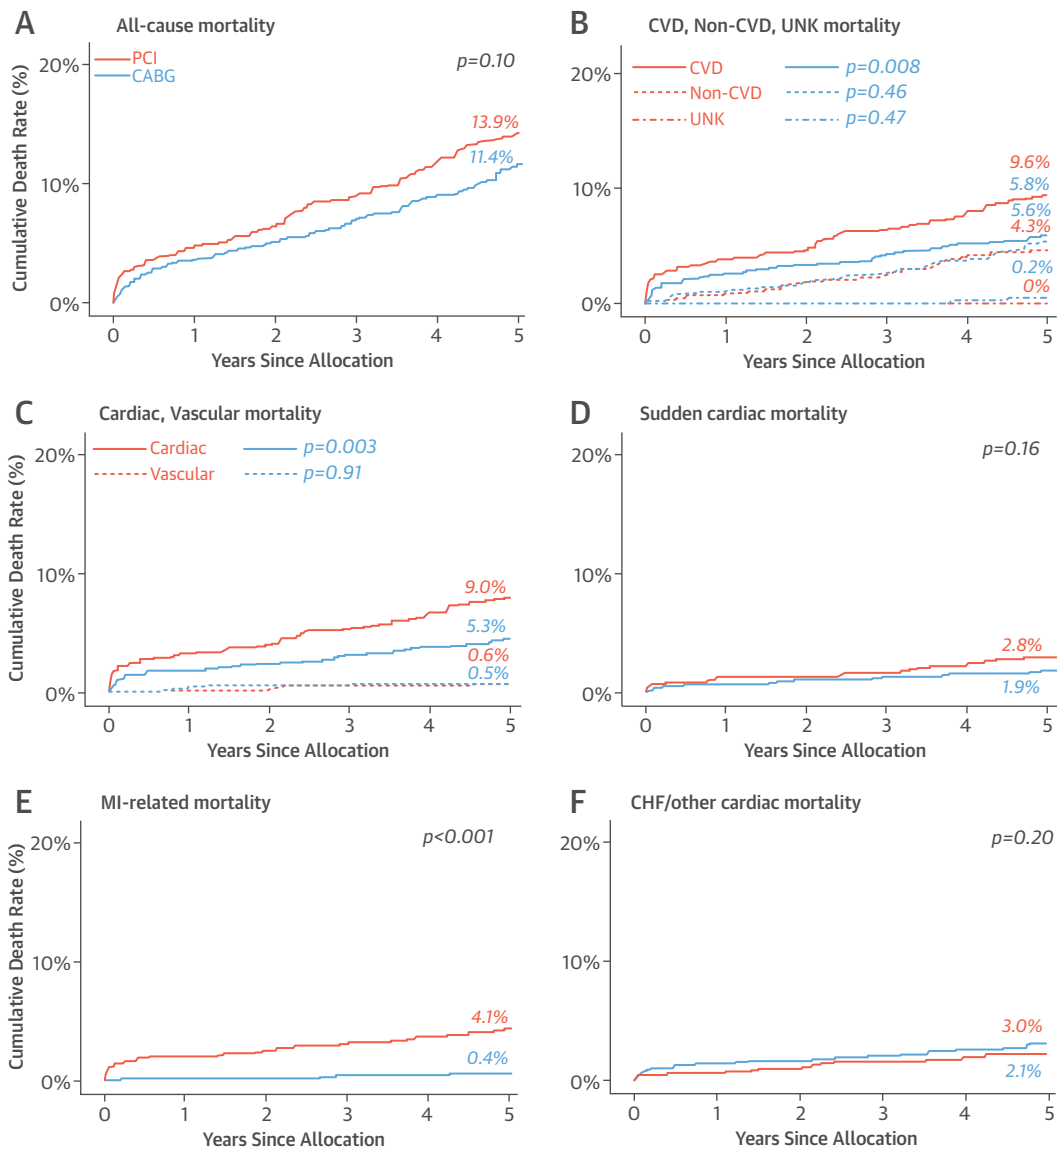 A
All-cause mortality
Cumulative Death Rate (%)
20%
10%
0%
PCI
CABG
p=0.10
13.9%
11.4%
0 1 2 3 4 5
Years Since Allocation
B
CVD, Non-CVD, UNK mortality
20%
10%
0%
CVD p=0.008
Non-CVD p=0.46
UNK p=0.47
9.6%
5.8%
5.6%
4.3%
0.2%
0%
0 1 2 3 4 5
Years Since Allocation
C
Cardiac, Vascular mortality
Cumulative Death Rate (%)
20%
10%
0%
Cardiac p=0.003
Vascular p=0.91
9.0%
5.3%
0.6%
0.5%
0 1 2 3 4 5
Years Since Allocation
D
Sudden cardiac mortality
20%
10%
0%
p=0.16
2.8%
1.9%
0 1 2 3 4 5
Years Since Allocation
E
MI-related mortality
Cumulative Death Rate (%)
20%
10%
0%
p<0.001
4.1%
0.4%
0 1 2 3 4 5
Years Since Allocation
F
CHF/other cardiac mortality
20%
10%
0%
p=0.20
3.0%
2.1%
0 1 2 3 4 5
Years Since Allocation